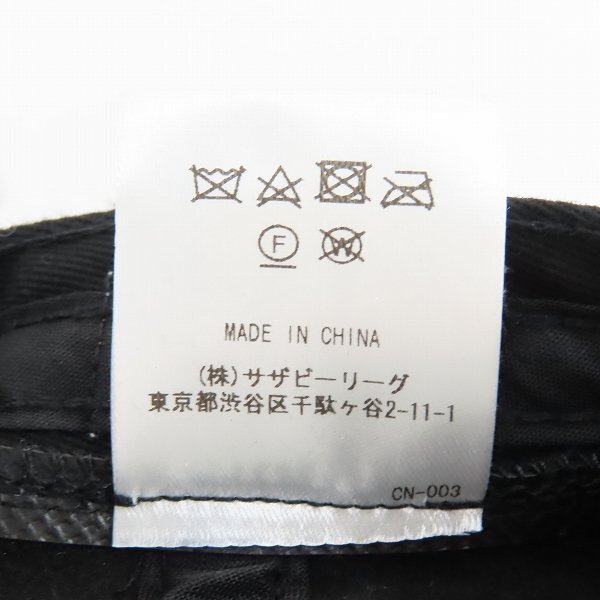 F W
MADE IN CHINA
(株)サザビーリーグ
東京都渋谷区千駄ヶ谷2-11-1
CN-003